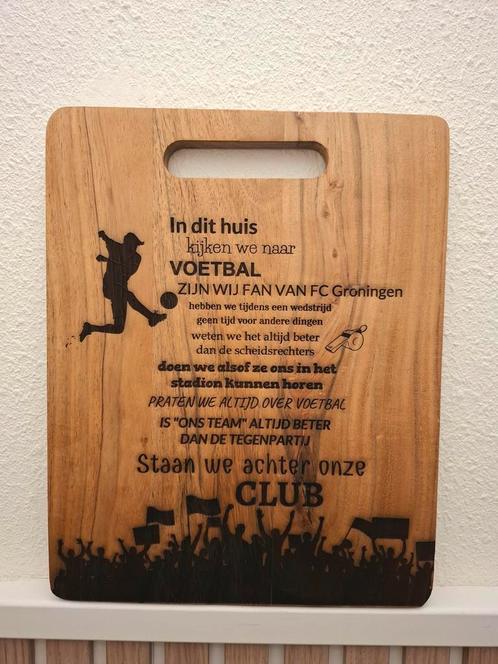 In dit huis
kijken we naar
VOETBAL
ZIJN WIJ FAN VAN FC Groningen
hebben we tijdens een wedstrijd
geen tijd voor andere dingen
weten we het altijd beter
dan de scheidsrechters
doen we alsof ze ons in het
stadion kunnen horen
PRATEN WE ALTIJD OVER VOETBAL
IS "ONS TEAM" ALTIJD BETER
DAN DE TEGENPARTIJ
Staan we achter onze
CLUB